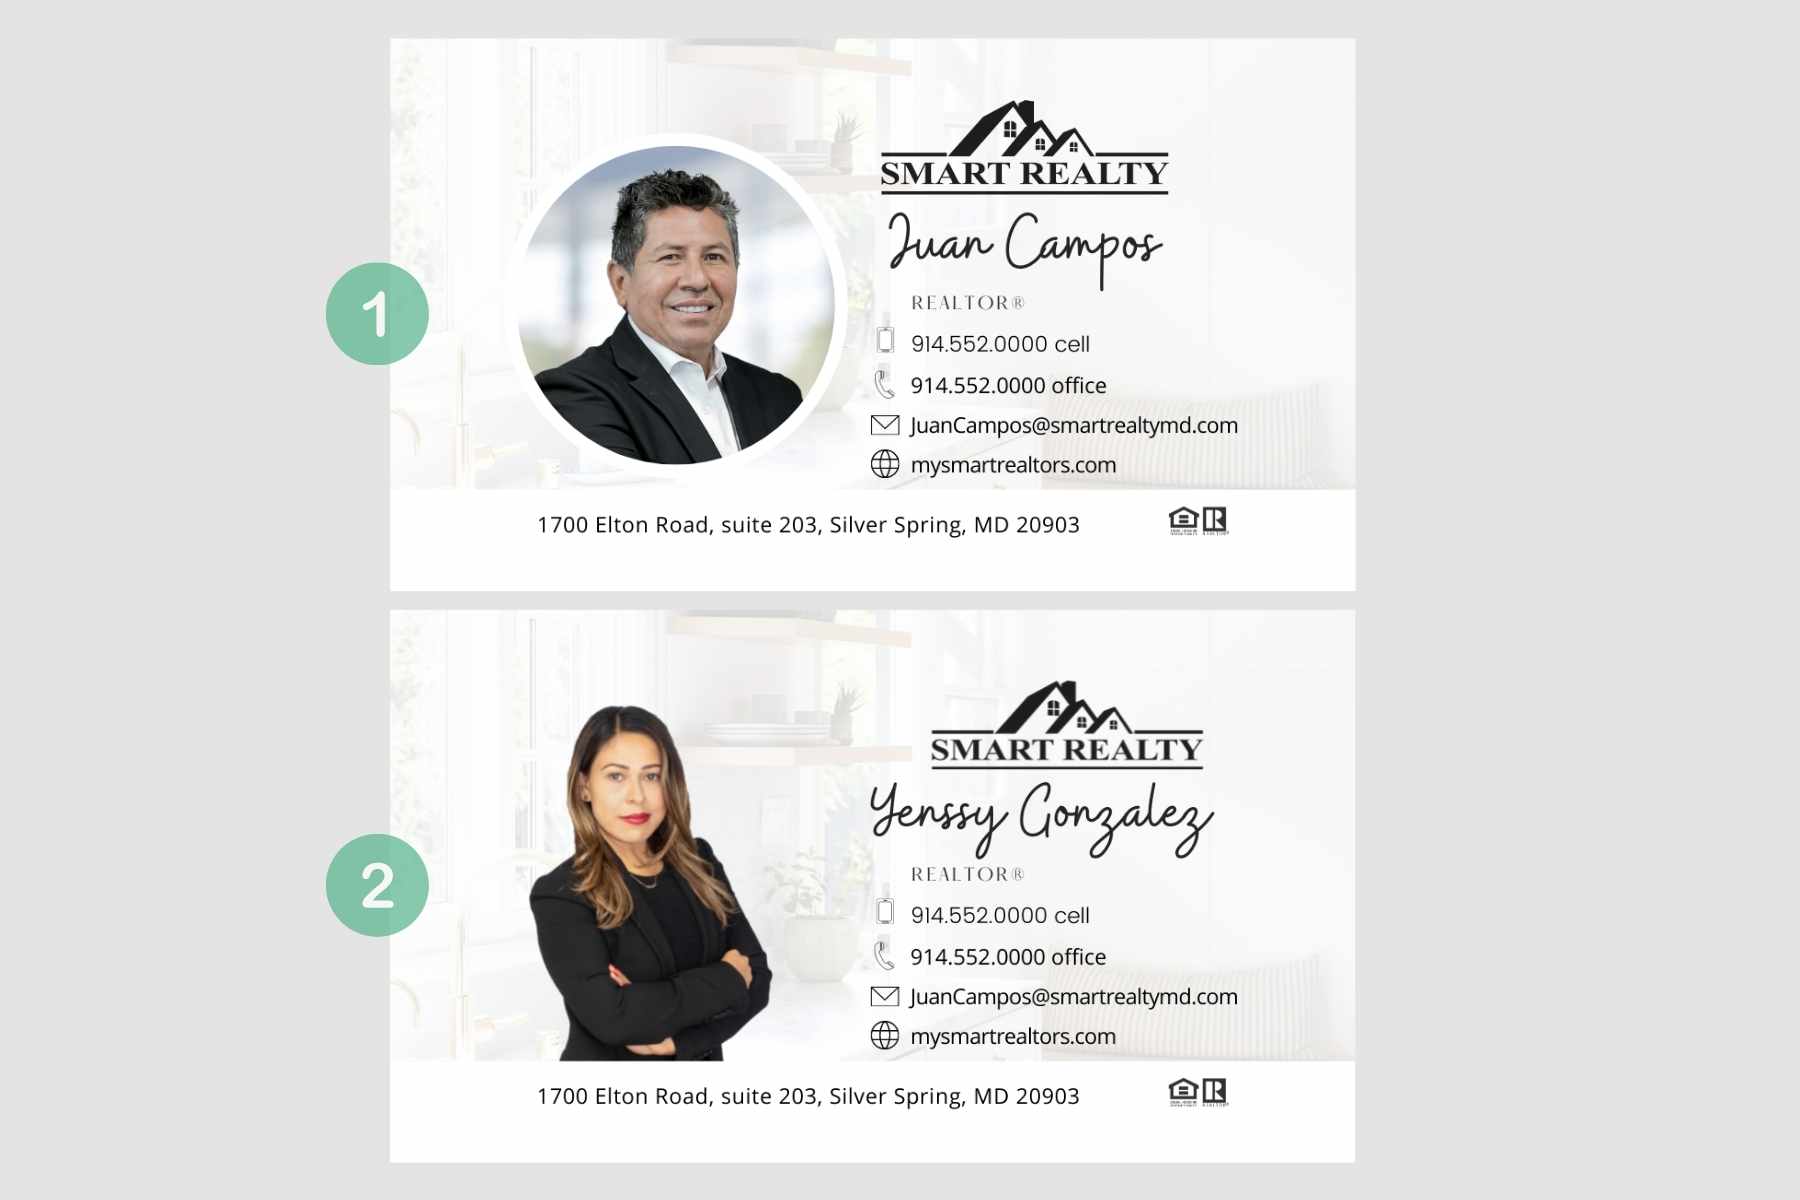 1
SMART REALTY
Juan Campos
REALTOR®
914.552.0000 cell
914.552.0000 office
JuanCampos@smartrealtymd.com
mysmartrealtors.com
1700 Elton Road, suite 203, Silver Spring, MD 20903
2
SMART REALTY
Yenssy Gonzalez
REALTOR®
914.552.0000 cell
914.552.0000 office
JuanCampos@smartrealtymd.com
mysmartrealtors.com
1700 Elton Road, suite 203, Silver Spring, MD 20903